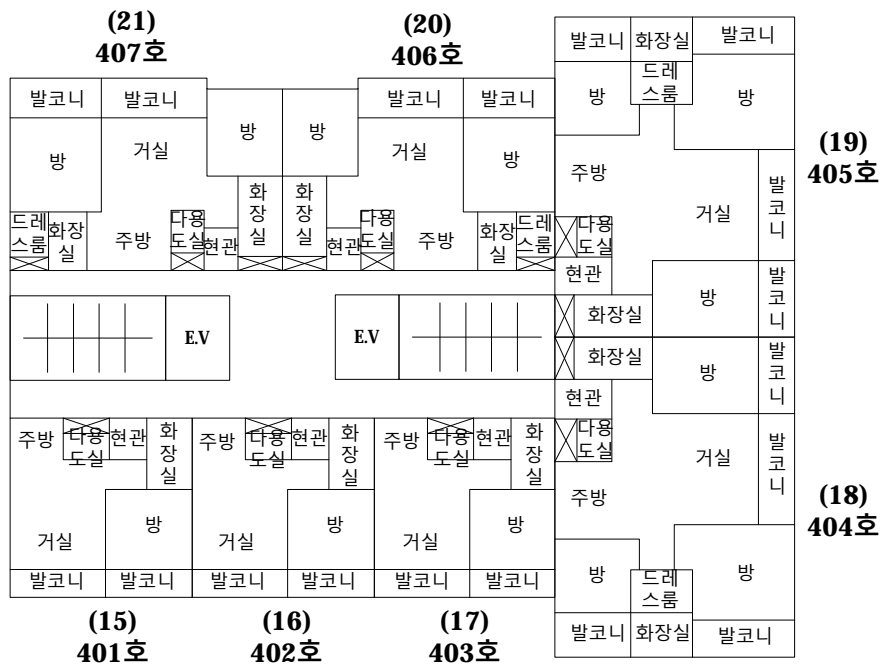 (21)
407호
(20)
406호
발코니
화장실
발코니
방
드레
스룸
방
발코니
발코니
방
방
발코니
발코니
방
거실
거실
방
(19)
405호
주방
거실
발
코
니
드레
스룸
화장
실
주방
다용
도실
현관
화
장
실
화
장
실
현관
다용
도실
주방
화장
실
드레
스룸
다용
도실
현관
방
발
코
니
화장실
E.V
E.V
화장실
방
발
코
니
현관
다용
도실
거실
발
코
니
주방
주방
다용
도실
현관
화
장
실
주방
다용
도실
현관
화
장
실
주방
다용
도실
현관
화
장
실
(18)
404호
거실
방
거실
방
거실
방
방
드레
스룸
방
발코니
발코니
발코니
발코니
발코니
발코니
발코니
화장실
발코니
(15)
401호
(16)
402호
(17)
403호